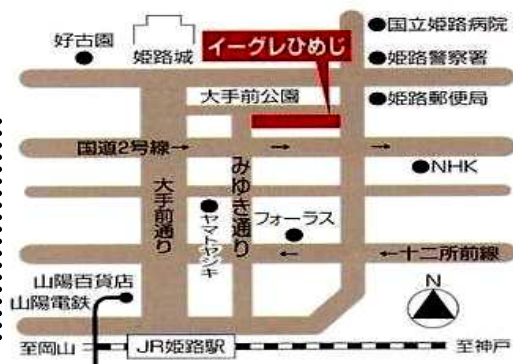 国立姫路病院
好古園
姫路城
イーグレひめじ
姫路警察署
大手前公園
姫路郵便局
国道2号線→
みゆき通り
NHK
大手前通り
ヤマトヤシキ
フォーラス
←十二所前線
山陽百貨店
山陽電鉄
N
至岡山
JR姫路駅
至神戸